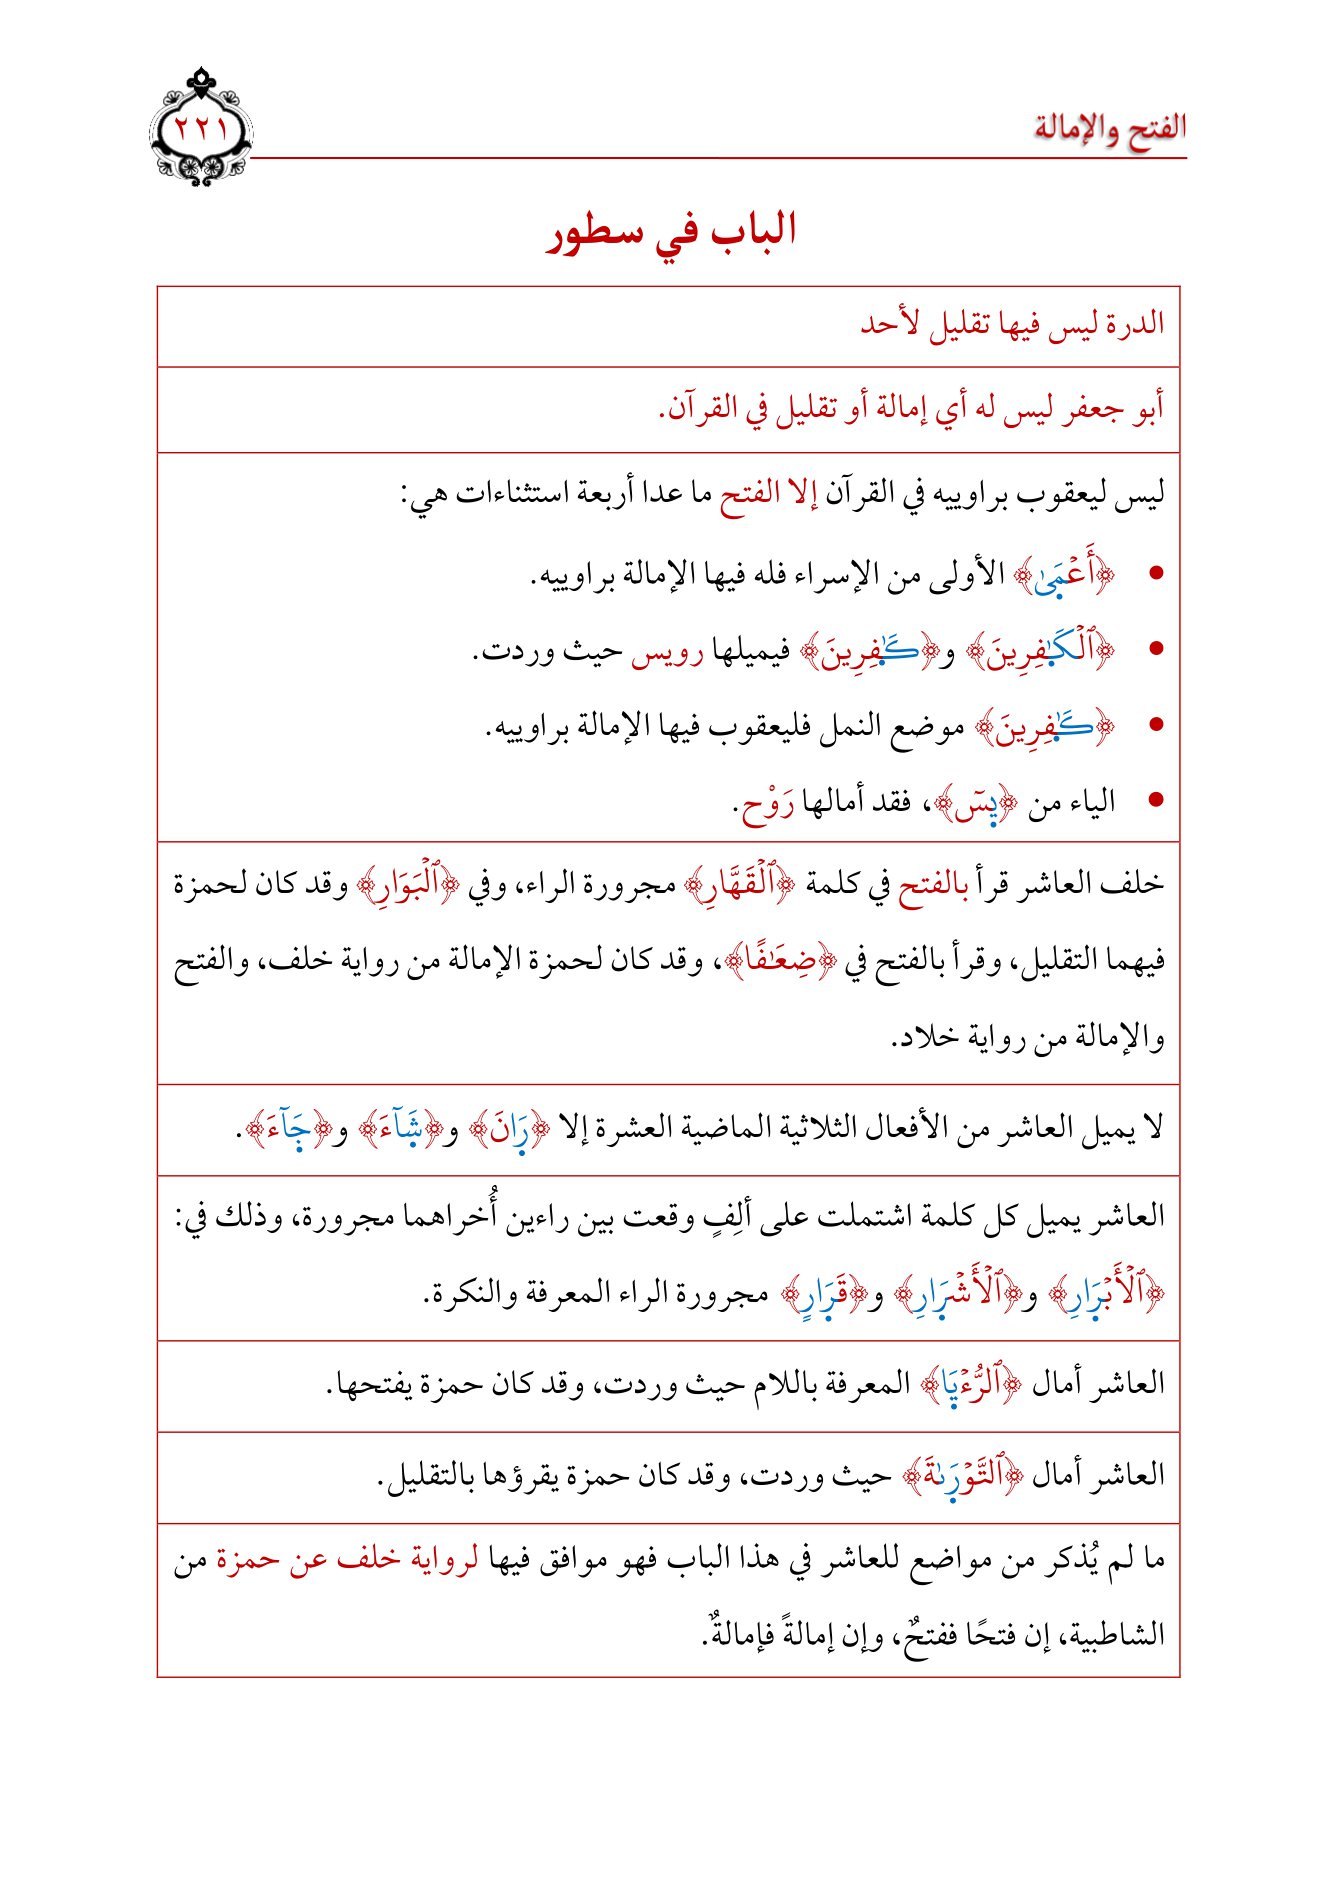 الفتح والإمالة
٢٢١
الباب في سطور
الدرة ليس فيها تقليل لأحد
أبو جعفر ليس له أي إمالة أو تقليل في القرآن.
ليس ليعقوب براوييه في القرآن إلا الفتح ما عدا أربعة استثناءات هي:
• ﴿أَعۡمَىٰ﴾ الأولى من الإسراء فله فيها الإمالة براوييه.
• ﴿ٱلۡكَٰفِرِينَ﴾ و﴿كَٰفِرِينَ﴾ فيميلها رويس حيث وردت.
• ﴿كَٰفِرِينَ﴾ موضع النمل فليعقوب فيها الإمالة براوييه.
• الياء من ﴿يسٓ﴾، فقد أمالها رَوْح.
خلف العاشر قرأ بالفتح في كلمة ﴿ٱلۡقَهَّارِ﴾ مجرورة الراء، وفي ﴿ٱلۡبَوَارِ﴾ وقد كان لحمزة
فيهما التقليل، وقرأ بالفتح في ﴿ضِعَٰفًا﴾، وقد كان لحمزة الإمالة من رواية خلف، والفتح
والإمالة من رواية خلاد.
لا يميل العاشر من الأفعال الثلاثية الماضية العشرة إلا ﴿رَانَ﴾ و﴿شَآءَ﴾ و﴿جَآءَ﴾.
العاشر يميل كل كلمة اشتملت على ألِفٍ وقعت بين راءين أُخراهما مجرورة، وذلك في:
﴿ٱلۡأَبۡرَارِ﴾ و﴿ٱلۡأَشۡرَارِ﴾ و﴿قَرَارٍ﴾ مجرورة الراء المعرفة والنكرة.
العاشر أمال ﴿ٱلرُّءۡيَا﴾ المعرفة باللام حيث وردت، وقد كان حمزة يفتحها.
العاشر أمال ﴿ٱلتَّوۡرَىٰةَ﴾ حيث وردت، وقد كان حمزة يقرؤها بالتقليل.
ما لم يُذكر من مواضع للعاشر في هذا الباب فهو موافق فيها لرواية خلف عن حمزة من
الشاطبية، إن فتحًا ففتحٌ، وإن إمالةً فإمالةٌ.